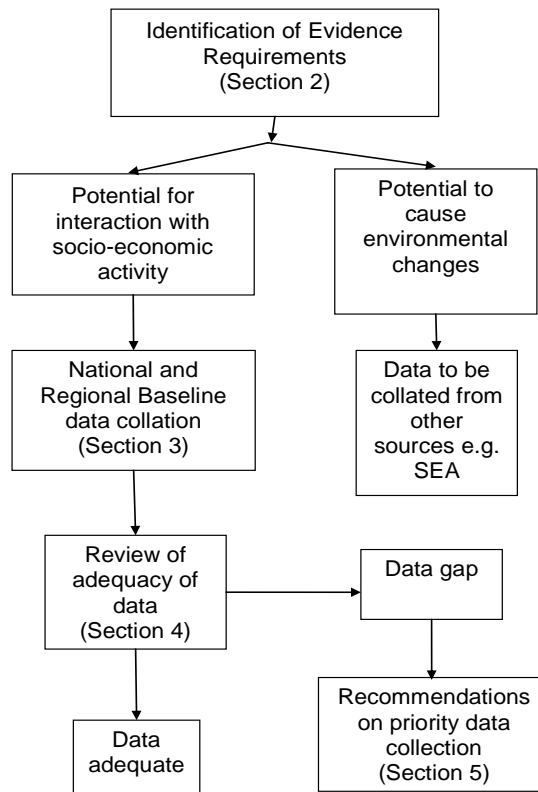 Identification of Evidence
Requirements
(Section 2)
Potential for
interaction with
socio-economic
activity
Potential to
cause
environmental
changes
National and
Regional Baseline
data collation
(Section 3)
Data to be
collated from
other
sources e.g.
SEA
Review of
adequacy of
data
(Section 4)
Data gap
Data
adequate
Recommendations
on priority data
collection
(Section 5)